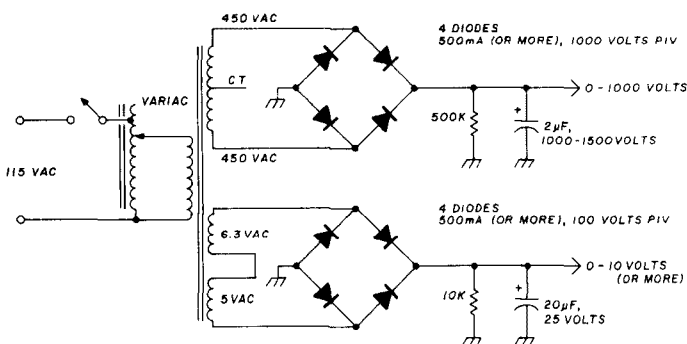 450 VAC
4 DIODES
500mA (OR MORE), 1000 VOLTS PIV
VARIAC
CT
0-1000 VOLTS
500K
+
2µF,
1000-1500VOLTS
115 VAC
450 VAC
4 DIODES
500mA (OR MORE), 100 VOLTS PIV
6.3 VAC
0-10 VOLTS
(OR MORE)
5 VAC
10K
+
20µF,
25 VOLTS